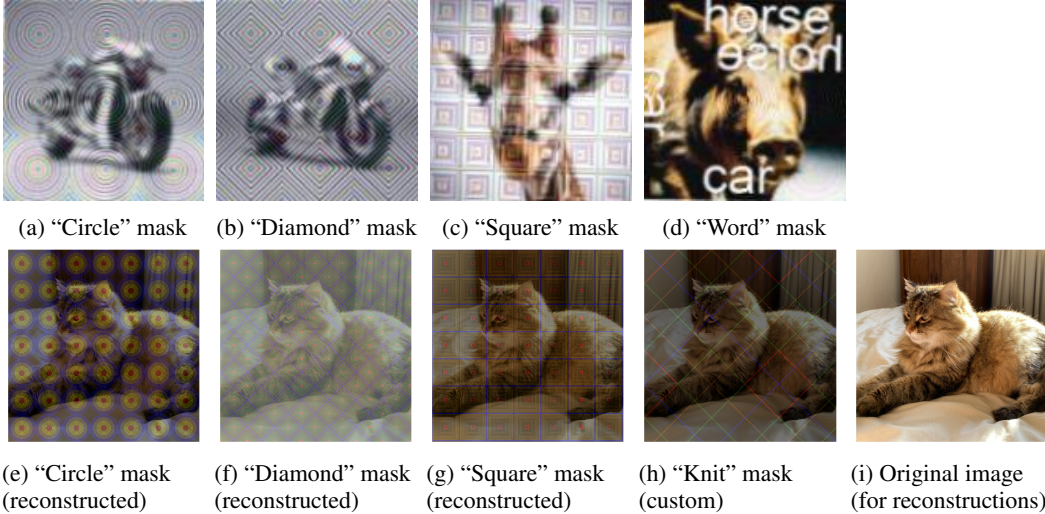 horse
horse
car
car
(a) “Circle” mask
(b) “Diamond” mask
(c) “Square” mask
(d) “Word” mask
(e) “Circle” mask
(reconstructed)
(f) “Diamond” mask
(reconstructed)
(g) “Square” mask
(reconstructed)
(h) “Knit” mask
(custom)
(i) Original image
(for reconstructions)